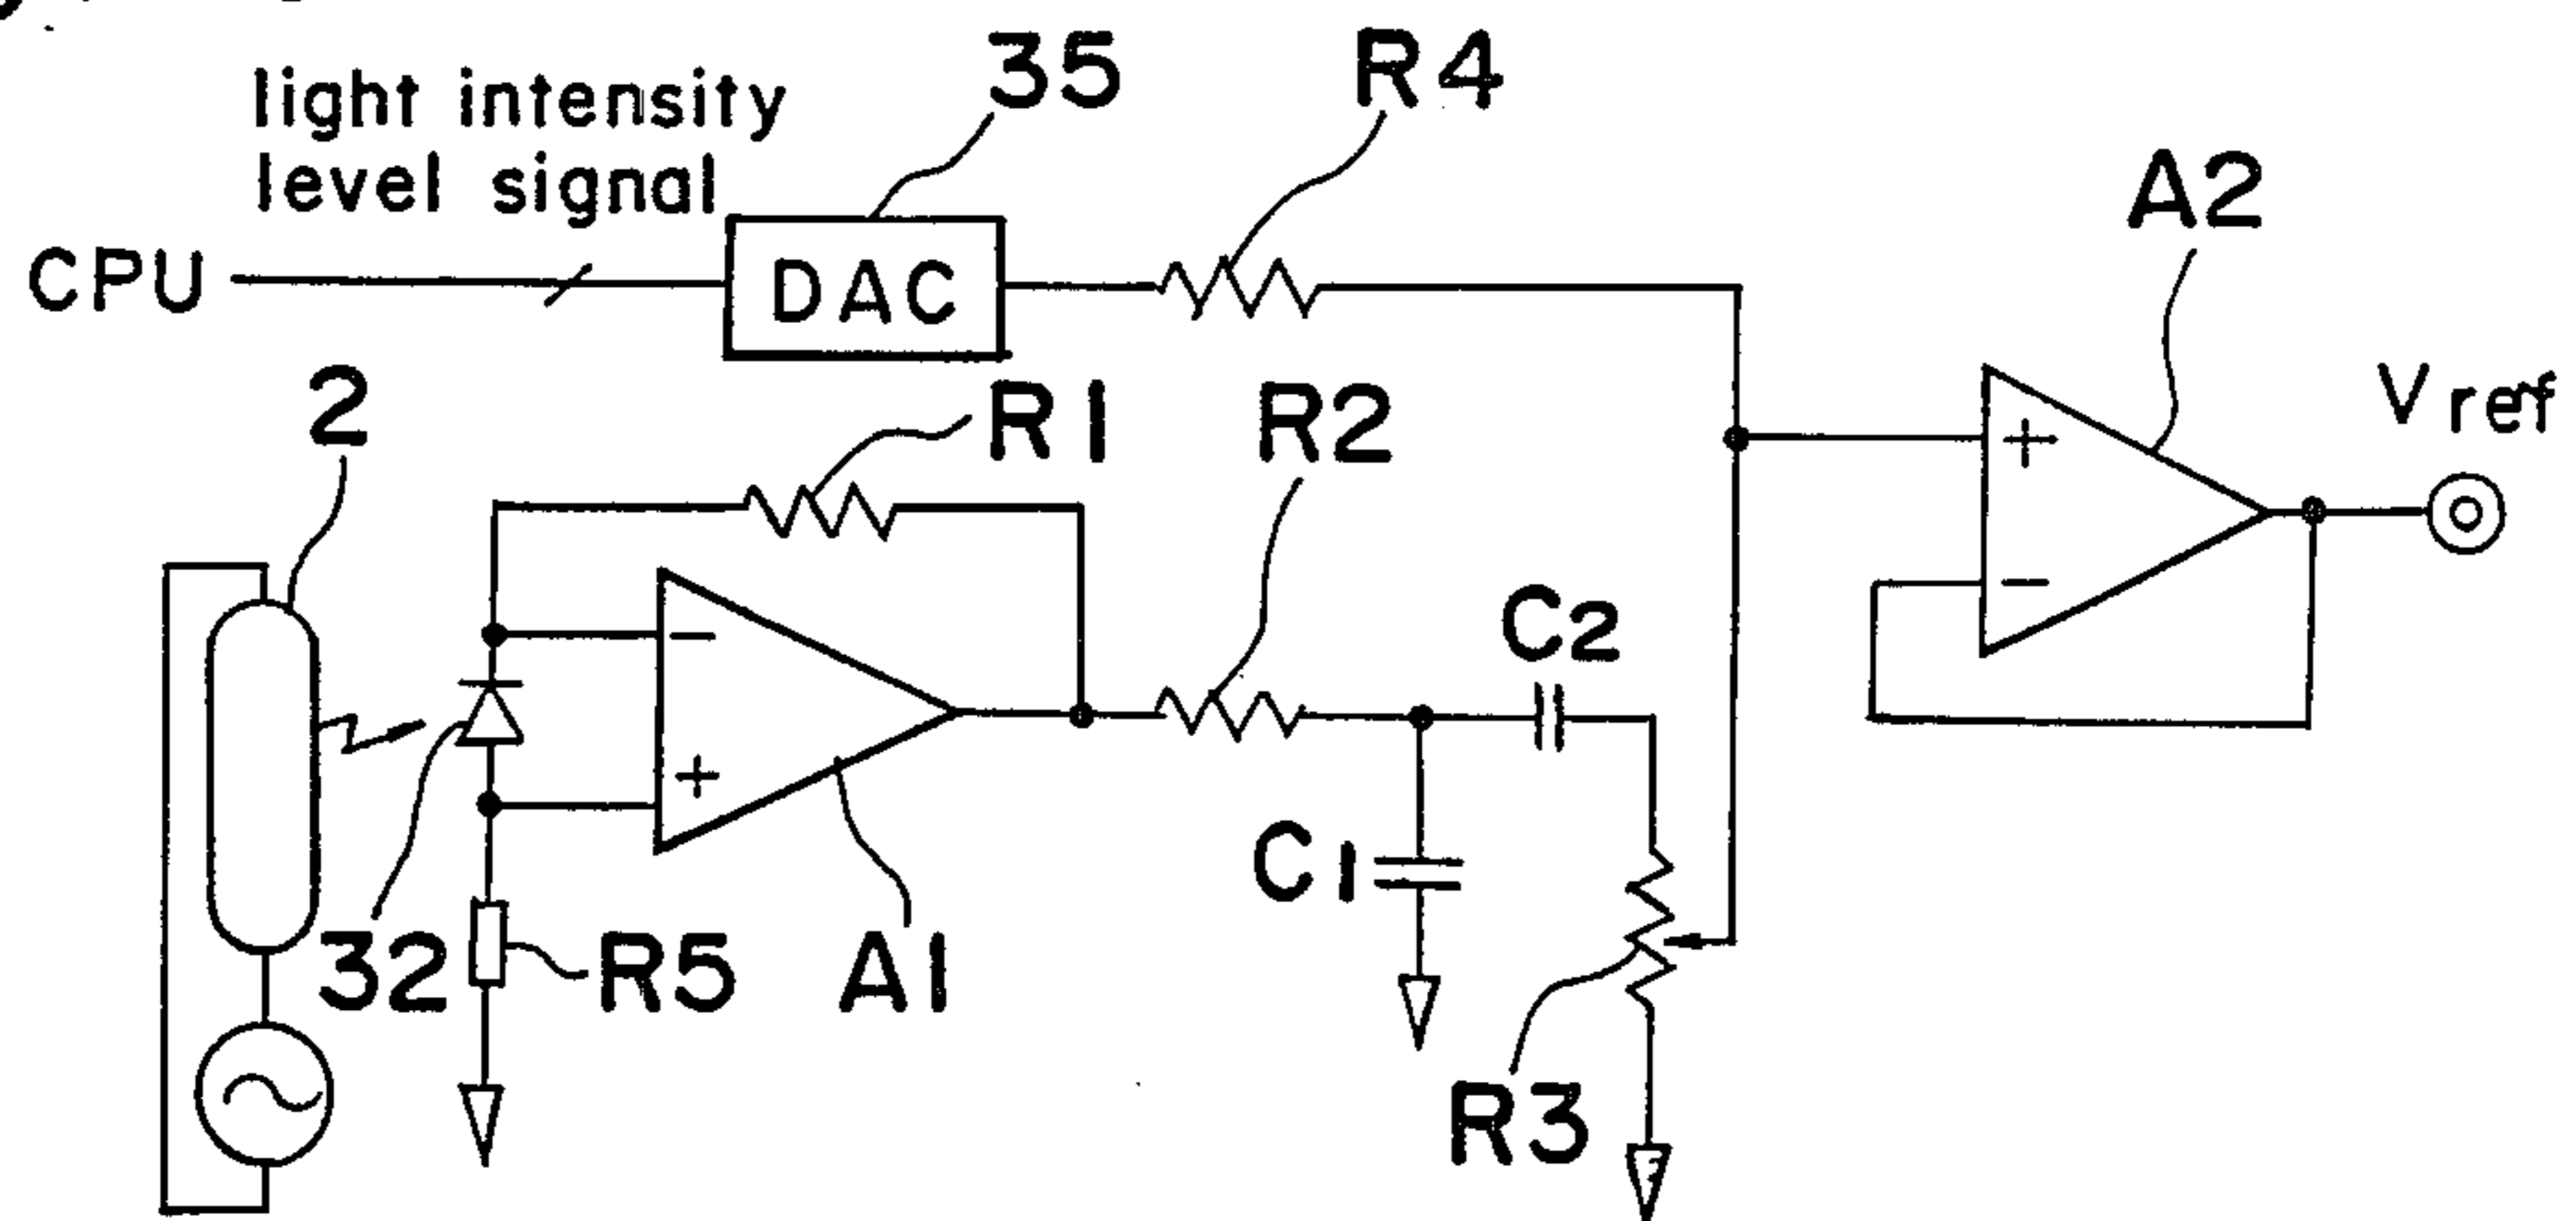 35
R4
light intensity
level signal
A2
CPU
DAC
2
R1
R2
Vref
+
−
C2
−
+
C1
32
R5
A1
R3